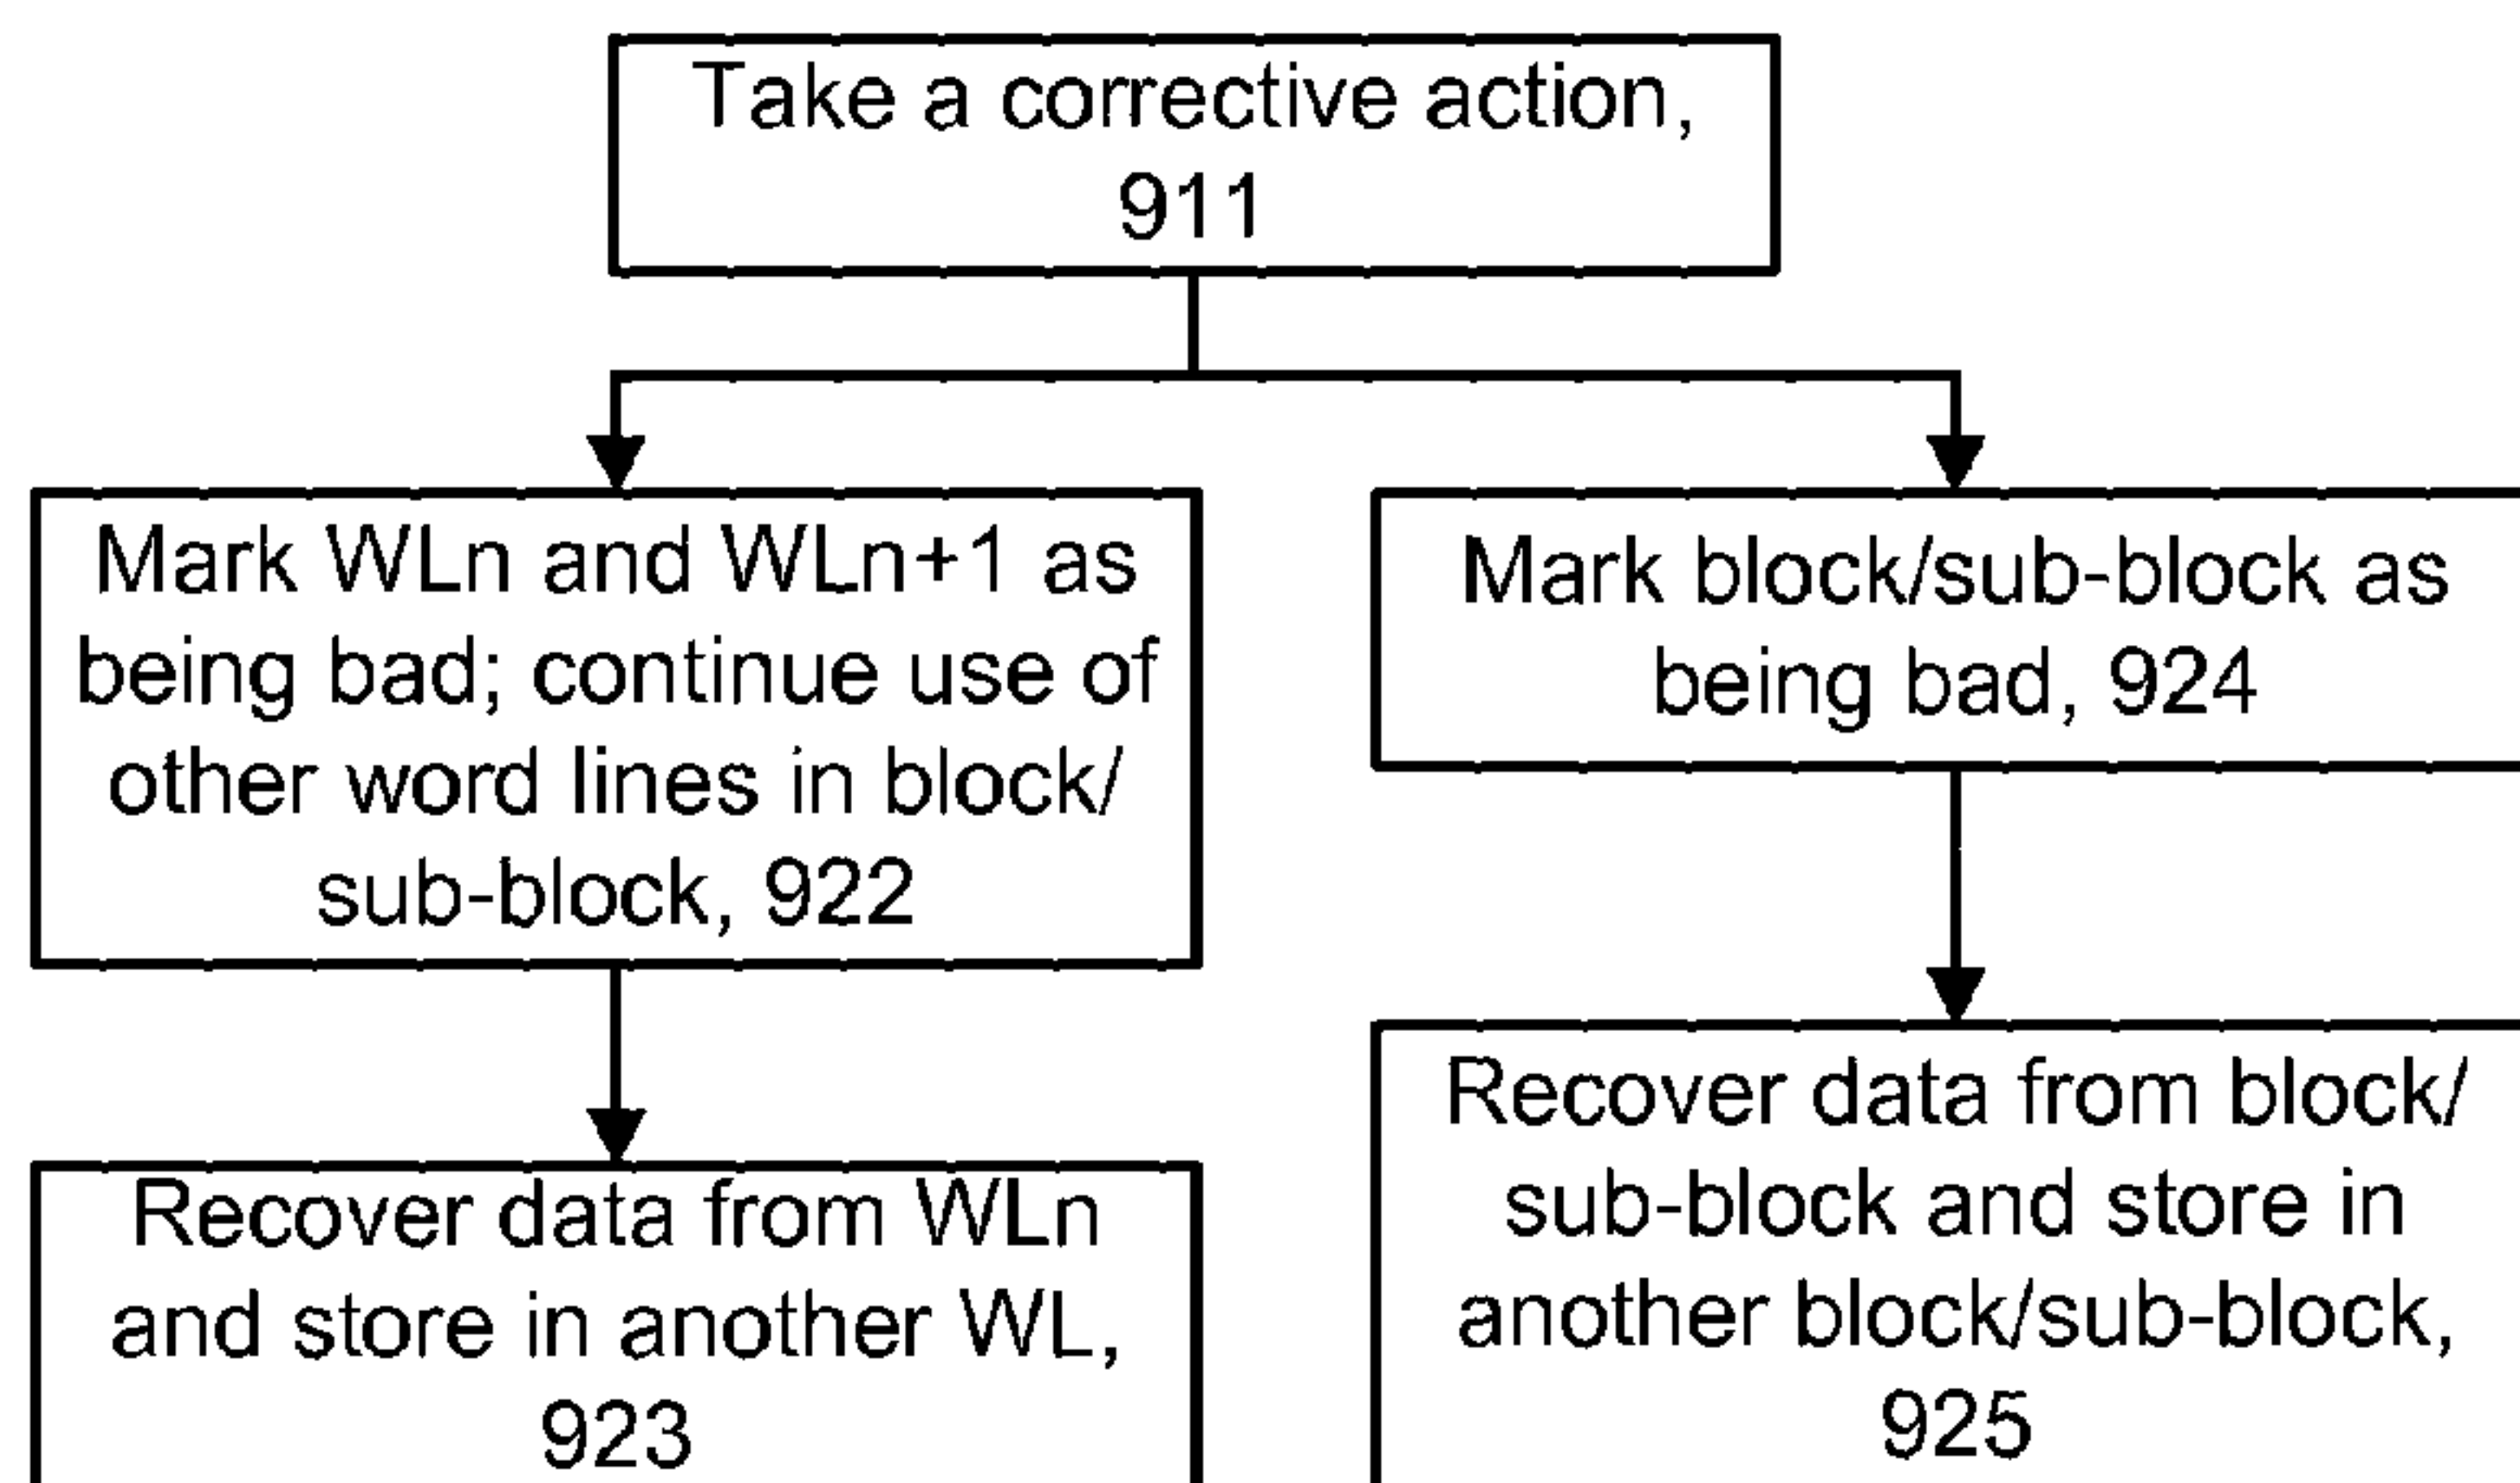 Take a corrective action,
911
Mark WLn and WLn+1 as
being bad; continue use of
other word lines in block/
sub-block, 922
Mark block/sub-block as
being bad, 924
Recover data from WLn
and store in another WL,
923
Recover data from block/
sub-block and store in
another block/sub-block,
925